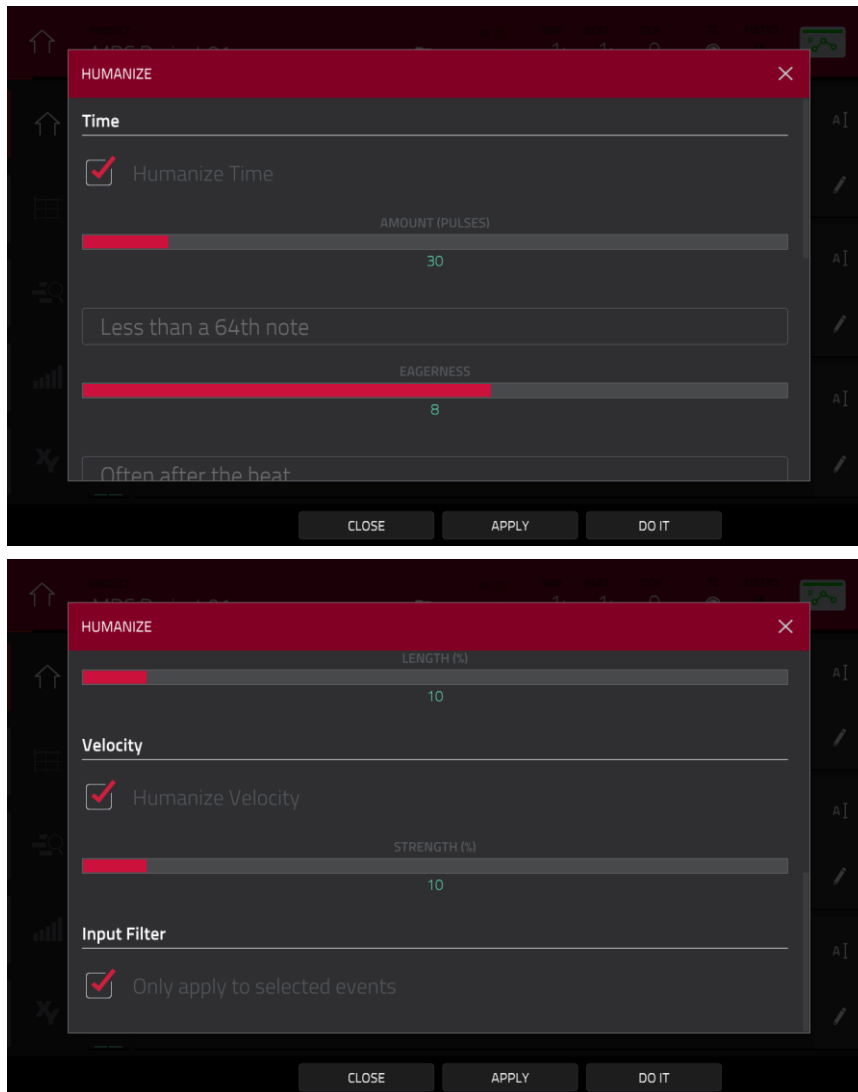 HUMANIZE
Time
Humanize Time
AMOUNT (PULSES)
30
Less than a 64th note
EAGERNESS
8
Often after the beat
CLOSE APPLY DO IT
HUMANIZE
LENGTH (%)
10
Velocity
Humanize Velocity
STRENGTH (%)
10
Input Filter
Only apply to selected events
CLOSE APPLY DO IT